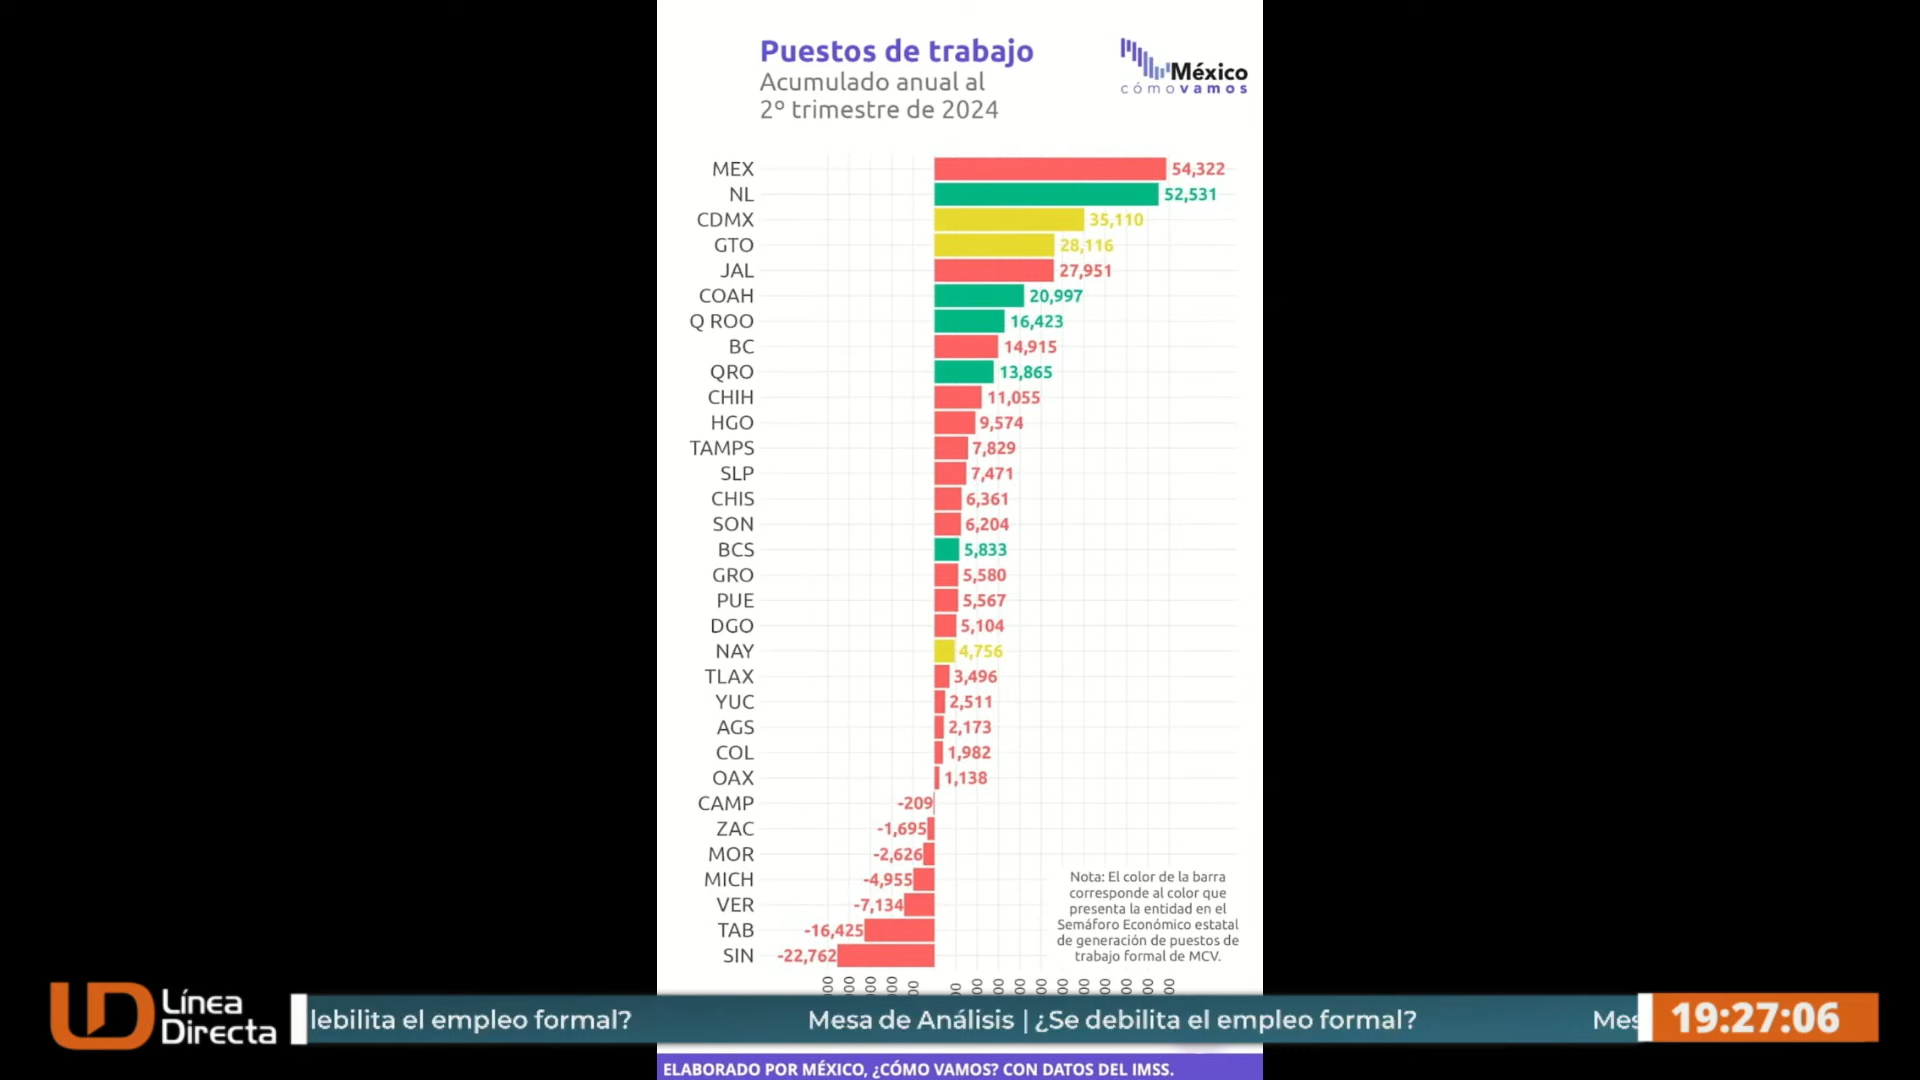 Puestos de trabajo
Acumulado anual al
2º trimestre de 2024
México
cómovamos
MEX 54,322
NL 52,531
CDMX 35,110
GTO 28,116
JAL 27,951
COAH 20,997
Q ROO 16,423
BC 14,915
QRO 13,865
CHIH 11,055
HGO 9,574
TAMPS 7,829
SLP 7,471
CHIS 6,361
SON 6,204
BCS 5,833
GRO 5,580
PUE 5,567
DGO 5,104
NAY 4,756
TLAX 3,496
YUC 2,511
AGS 2,173
COL 1,982
OAX 1,138
CAMP -209
ZAC -1,695
MOR -2,626
MICH -4,955
VER -7,134
TAB -16,425
SIN -22,762
Nota: El color de la barra
corresponde al color que
presenta la entidad en el
Semáforo Económico estatal
de generación de puestos de
trabajo formal de MCV.
LD Línea
Directa
lebilita el empleo formal? Mesa de Análisis | ¿Se debilita el empleo formal? Mes
19:27:06
ELABORADO POR MÉXICO, ¿CÓMO VAMOS? CON DATOS DEL IMSS.